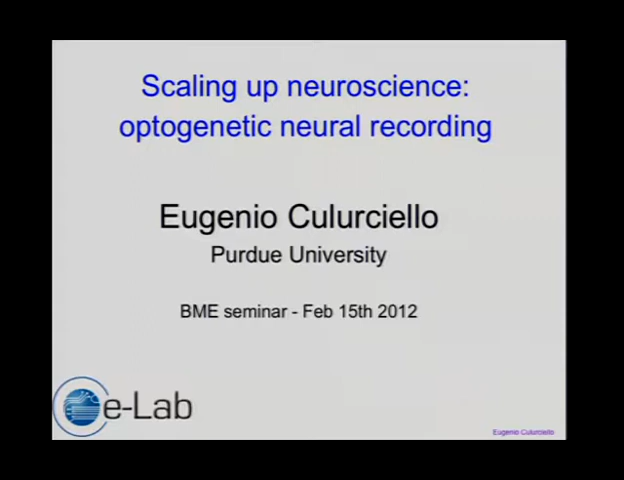 Scaling up neuroscience:
optogenetic neural recording
Eugenio Culurciello
Purdue University
BME seminar - Feb 15th 2012
e-Lab
Eugenio Culurciello